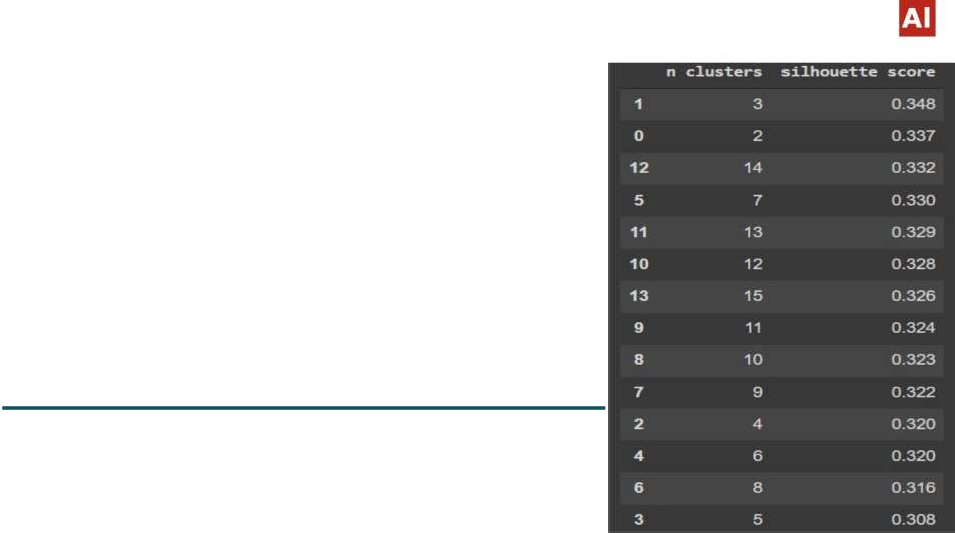 AI
n clusters silhouette score
1 3 0.348
0 2 0.337
12 14 0.332
5 7 0.330
11 13 0.329
10 12 0.328
13 15 0.326
9 11 0.324
8 10 0.323
7 9 0.322
2 4 0.320
4 6 0.320
6 8 0.316
3 5 0.308